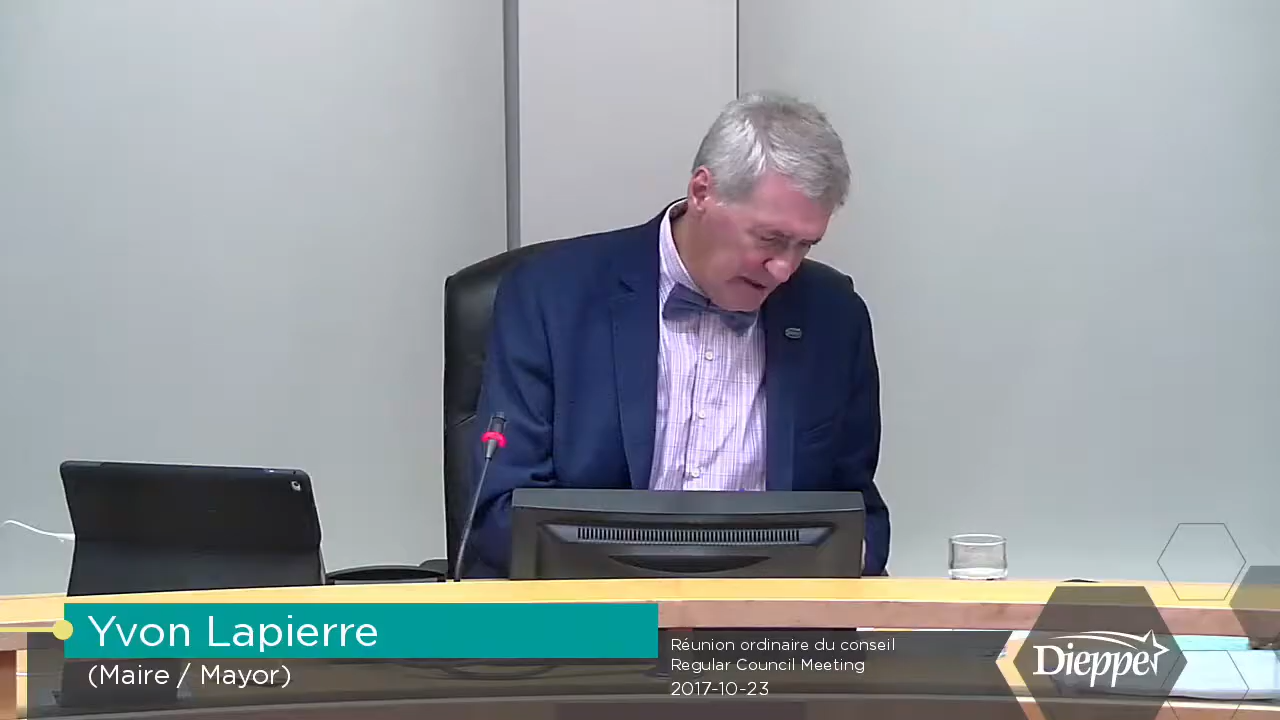 Yvon Lapierre
(Maire / Mayor)
Réunion ordinaire du conseil
Regular Council Meeting
2017-10-23
Dieppe